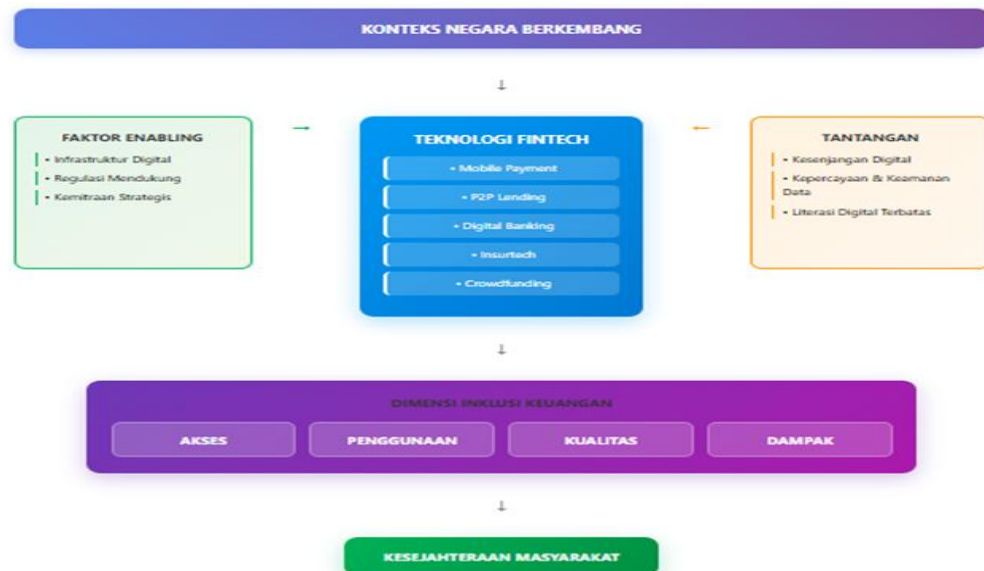 KONTEKS NEGARA BERKEMBANG
↓
FAKTOR ENABLING
• Infrastruktur Digital
• Regulasi Mendukung
• Kemitraan Strategis
→
TEKNOLOGI FINTECH
• Mobile Payment
• P2P Lending
• Digital Banking
• Insurtech
• Crowdfunding
←
TANTANGAN
• Kesenjangan Digital
• Kepercayaan & Keamanan
Data
• Literasi Digital Terbatas
↓
DIMENSI INKLUSI KEUANGAN
AKSES
PENGGUNAAN
KUALITAS
DAMPAK
↓
KESEJAHTERAAN MASYARAKAT